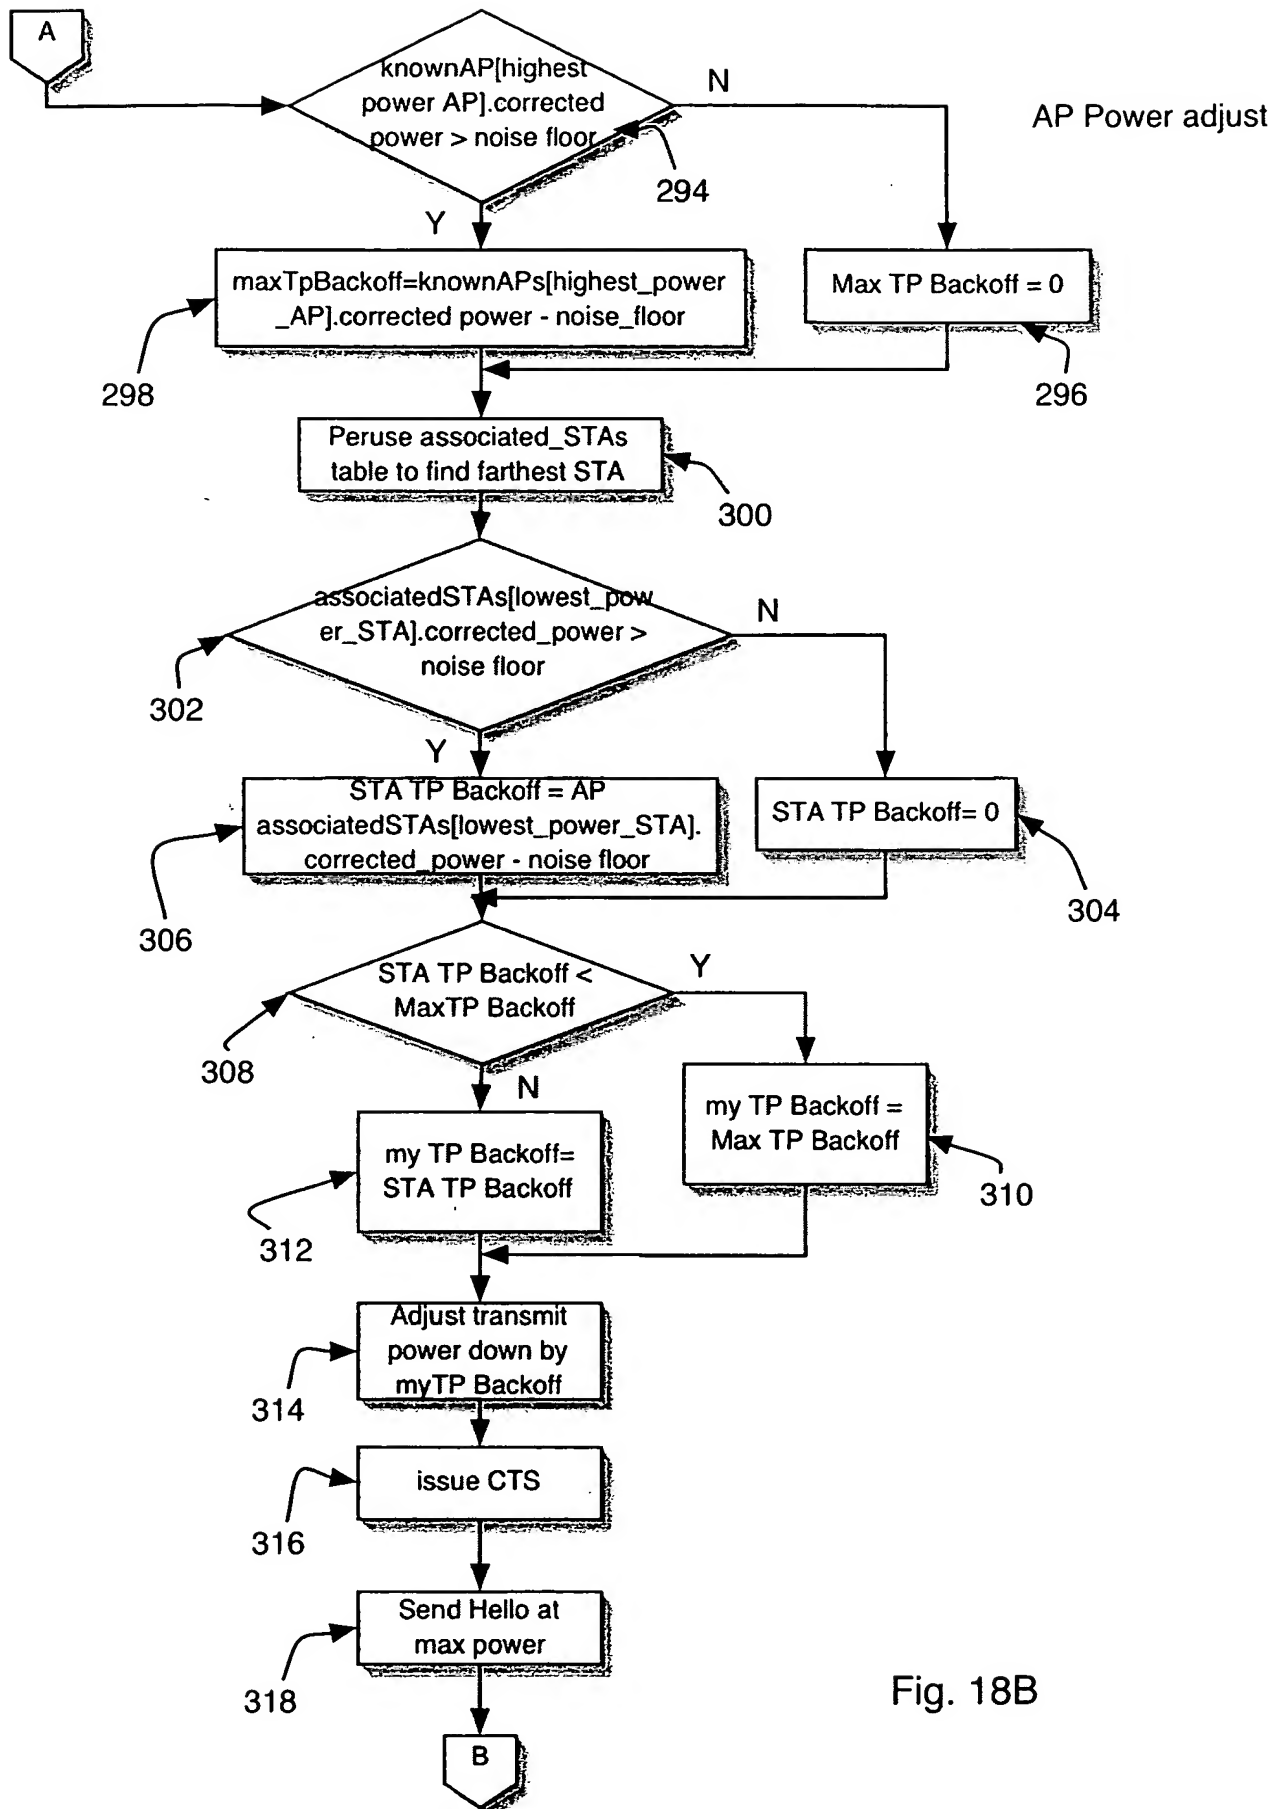 A
knownAP[highest
power AP].corrected
power > noise floor
N
AP Power adjust
294
Y
maxTpBackoff=knownAPs[highest_power
_AP].corrected power - noise_floor
Max TP Backoff = 0
298
296
Peruse associated_STAs
table to find farthest STA
300
associatedSTAs[lowest_pow
er_STA].corrected_power >
noise floor
N
302
Y
STA TP Backoff = AP
associatedSTAs[lowest_power_STA].
corrected_power - noise floor
STA TP Backoff= 0
306
304
STA TP Backoff <
MaxTP Backoff
Y
308
N
my TP Backoff =
Max TP Backoff
my TP Backoff=
STA TP Backoff
310
312
Adjust transmit
power down by
myTP Backoff
314
issue CTS
316
Send Hello at
max power
318
Fig. 18B
B